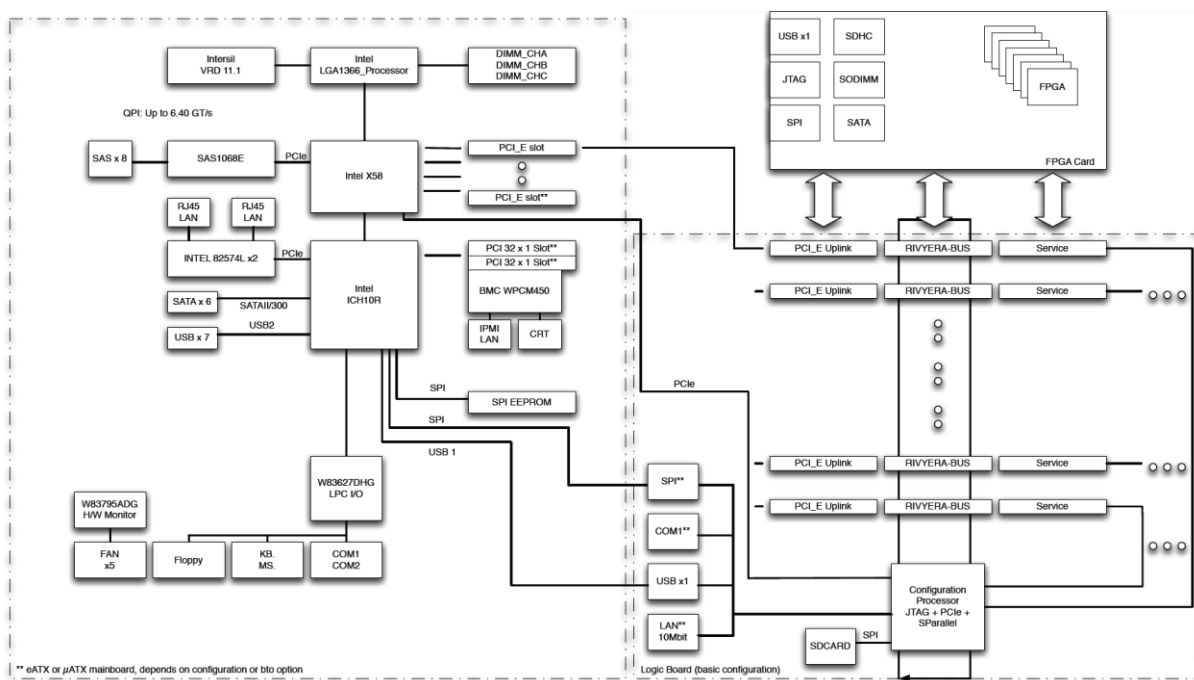 Intersil
VRD 11.1
Intel
LGA1366_Processor
DIMM_CHA
DIMM_CHB
DIMM_CHC
QPI: Up to 6.40 GT/s
SAS x 8
SAS1068E
PCIe
Intel X58
PCI_E slot
PCI_E slot**
RJ45
LAN
RJ45
LAN
INTEL 82574L x2
PCIe
Intel
ICH10R
PCI 32 x 1 Slot**
PCI 32 x 1 Slot**
BMC WPCM450
IPMI
LAN
CRT
SATA x 6
SATAII/300
USB x 7
USB2
SPI
SPI EEPROM
SPI
USB 1
W83627DHG
LPC I/O
W83795ADG
H/W Monitor
FAN
x5
Floppy
KB.
MS.
COM1
COM2
** eATX or µATX mainboard, depends on configuration or bto option
USB x1
SDHC
JTAG
SODIMM
SPI
SATA
FPGA
FPGA Card
PCI_E Uplink
RIVYERA-BUS
Service
PCI_E Uplink
RIVYERA-BUS
Service
PCIe
PCI_E Uplink
RIVYERA-BUS
Service
PCI_E Uplink
RIVYERA-BUS
Service
SPI**
COM1**
USB x1
LAN**
10Mbit
Configuration
Processor
JTAG + PCIe +
SParallel
SDCARD
SPI
Logic Board (basic configuration)